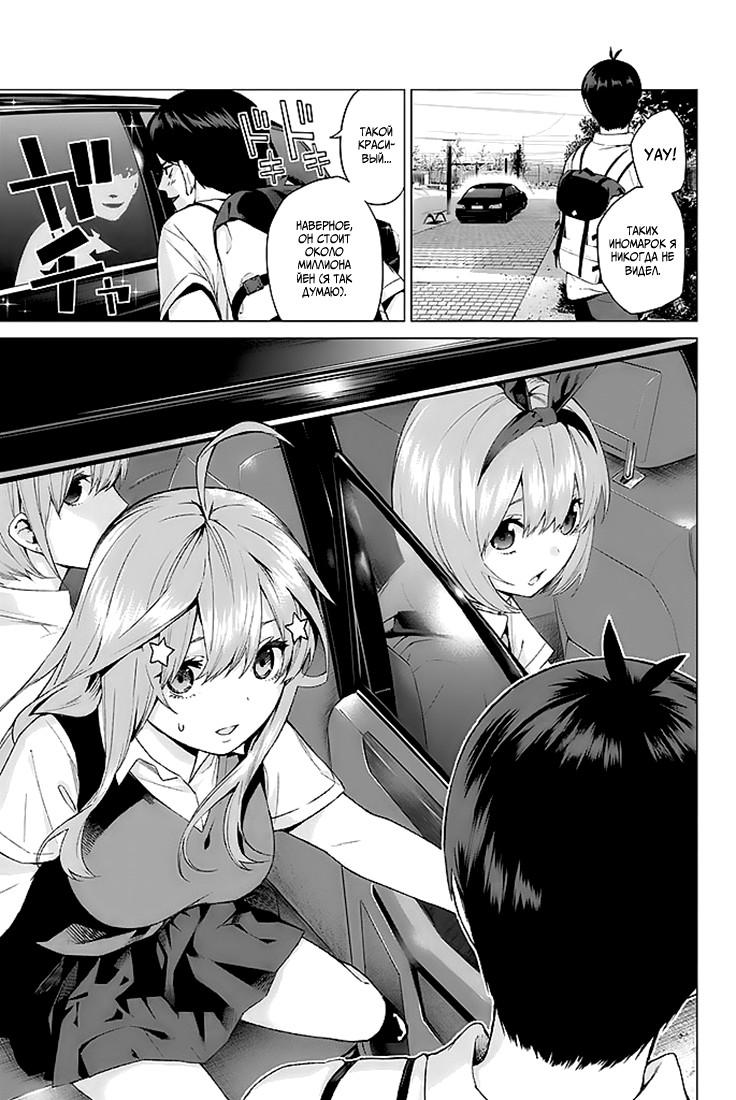 УАУ!
ТАКИХ
ИНОМАРОК Я
НИКОГДА НЕ
ВИДЕЛ.
ТАКОЙ
КРАСИ-
ВЫЙ...
НАВЕРНОЕ,
ОН СТОИТ
ОКОЛО
МИЛЛИОНА
ЙЕН (Я ТАК
ДУМАЮ).
ドキドキ
ガチャ